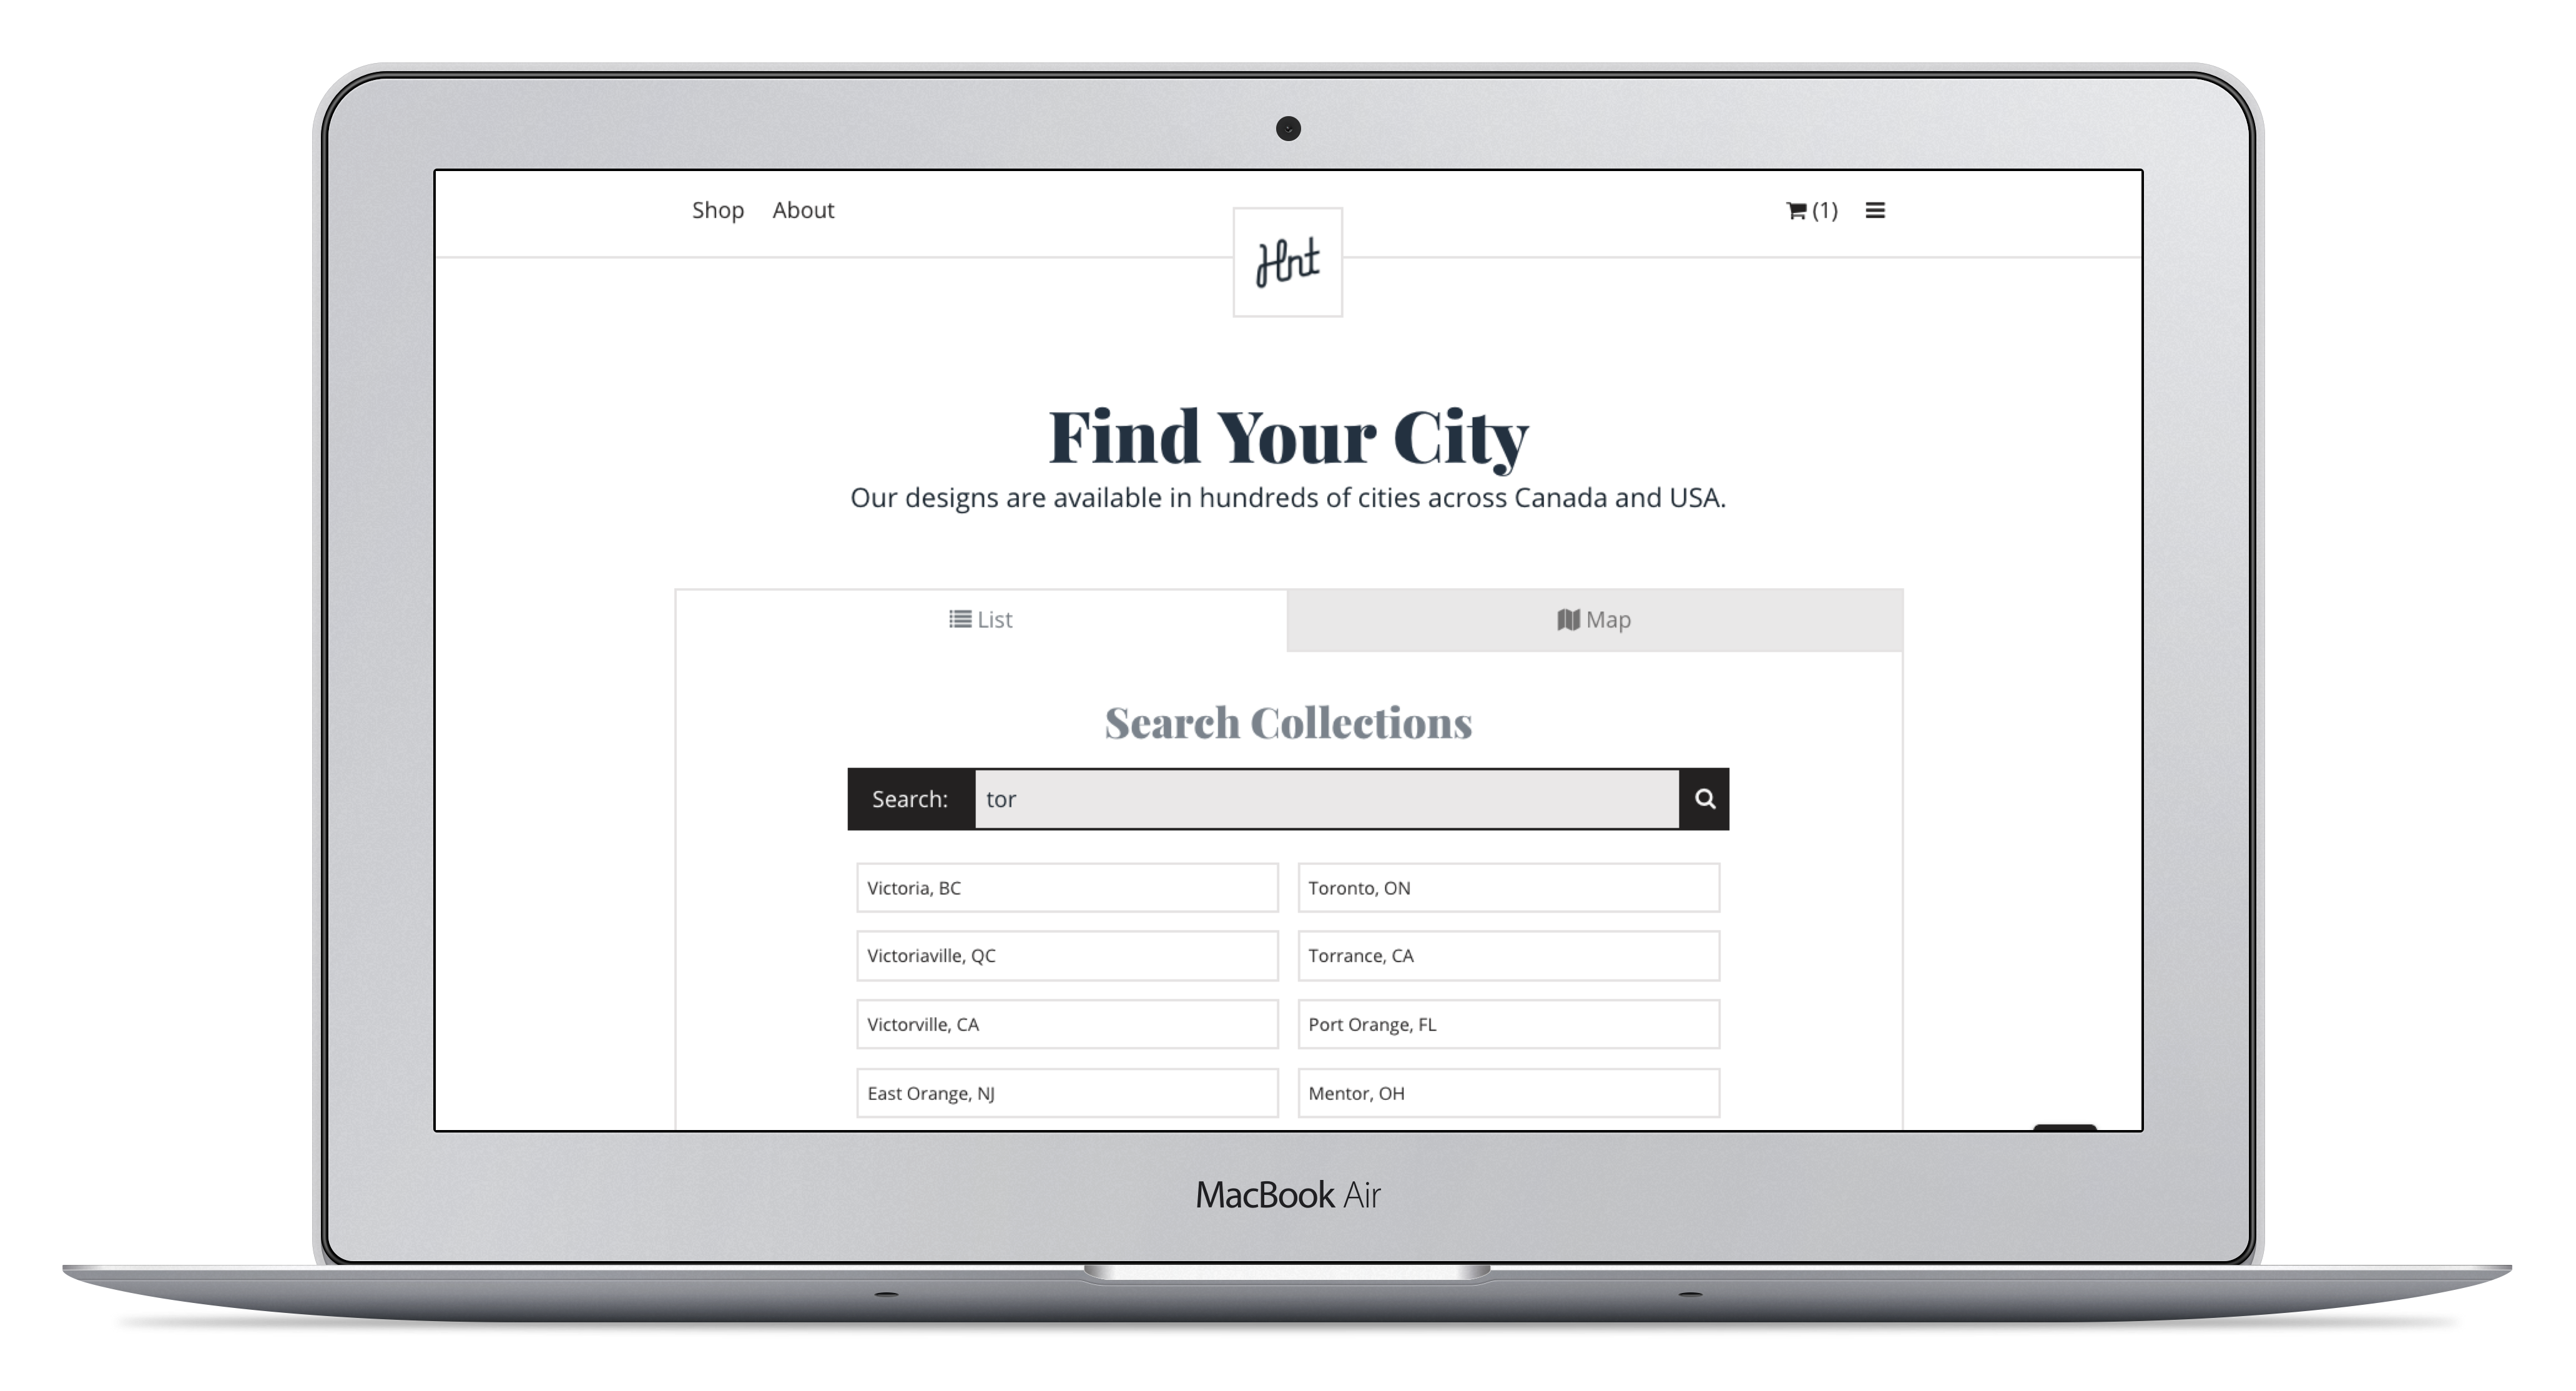 Shop About (1)
Hnt
Find Your City
Our designs are available in hundreds of cities across Canada and USA.
List Map
Search Collections
Search: tor
Victoria, BC Toronto, ON
Victoriaville, QC Torrance, CA
Victorville, CA Port Orange, FL
East Orange, NJ Mentor, OH
MacBook Air